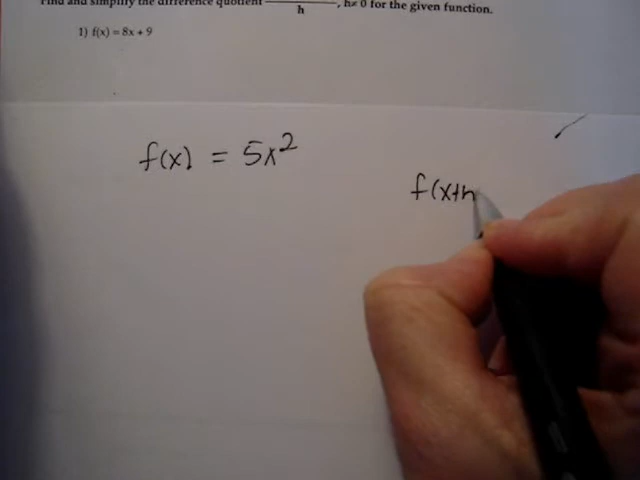 Find and simplify the difference quotient ―――― , h≠ 0 for the given function.
h
1) f(x) = 8x + 9
f(x) = 5x²
f(x+h